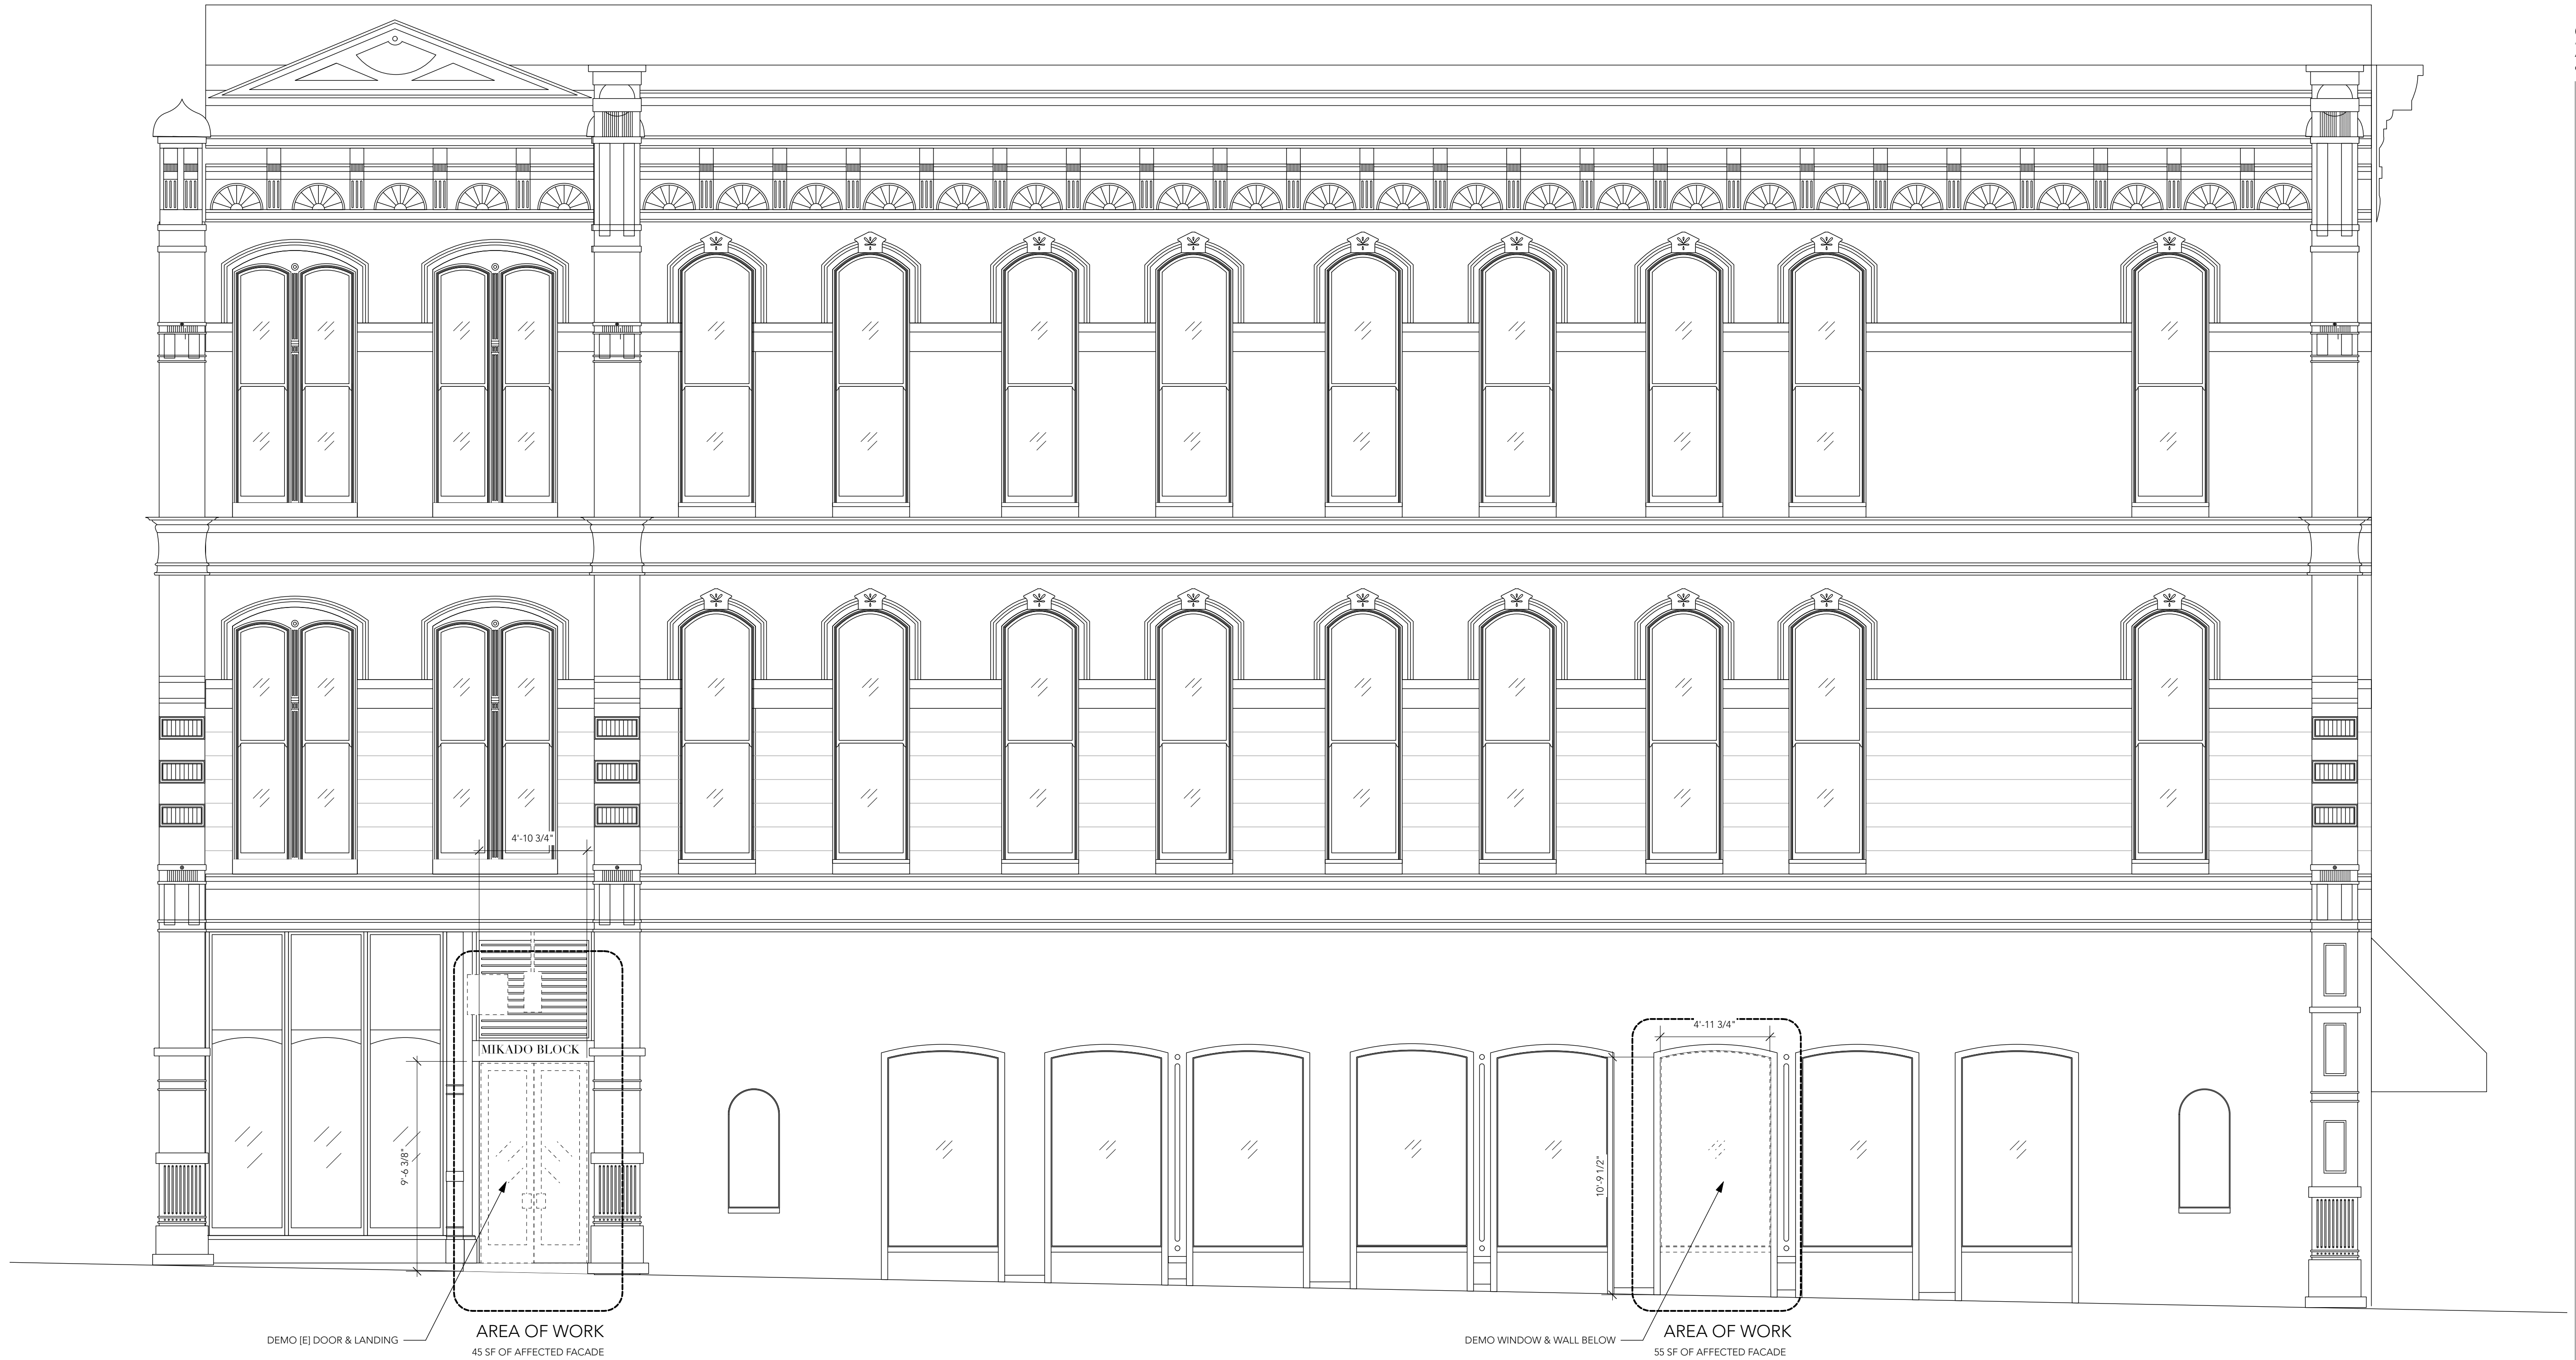 4'-10 3/4"
MIKADO BLOCK
9'-6 3/8"
4'-11 3/4"
10'-9 1/2"
DEMO [E] DOOR & LANDING
AREA OF WORK
45 SF OF AFFECTED FACADE
DEMO WINDOW & WALL BELOW
AREA OF WORK
55 SF OF AFFECTED FACADE